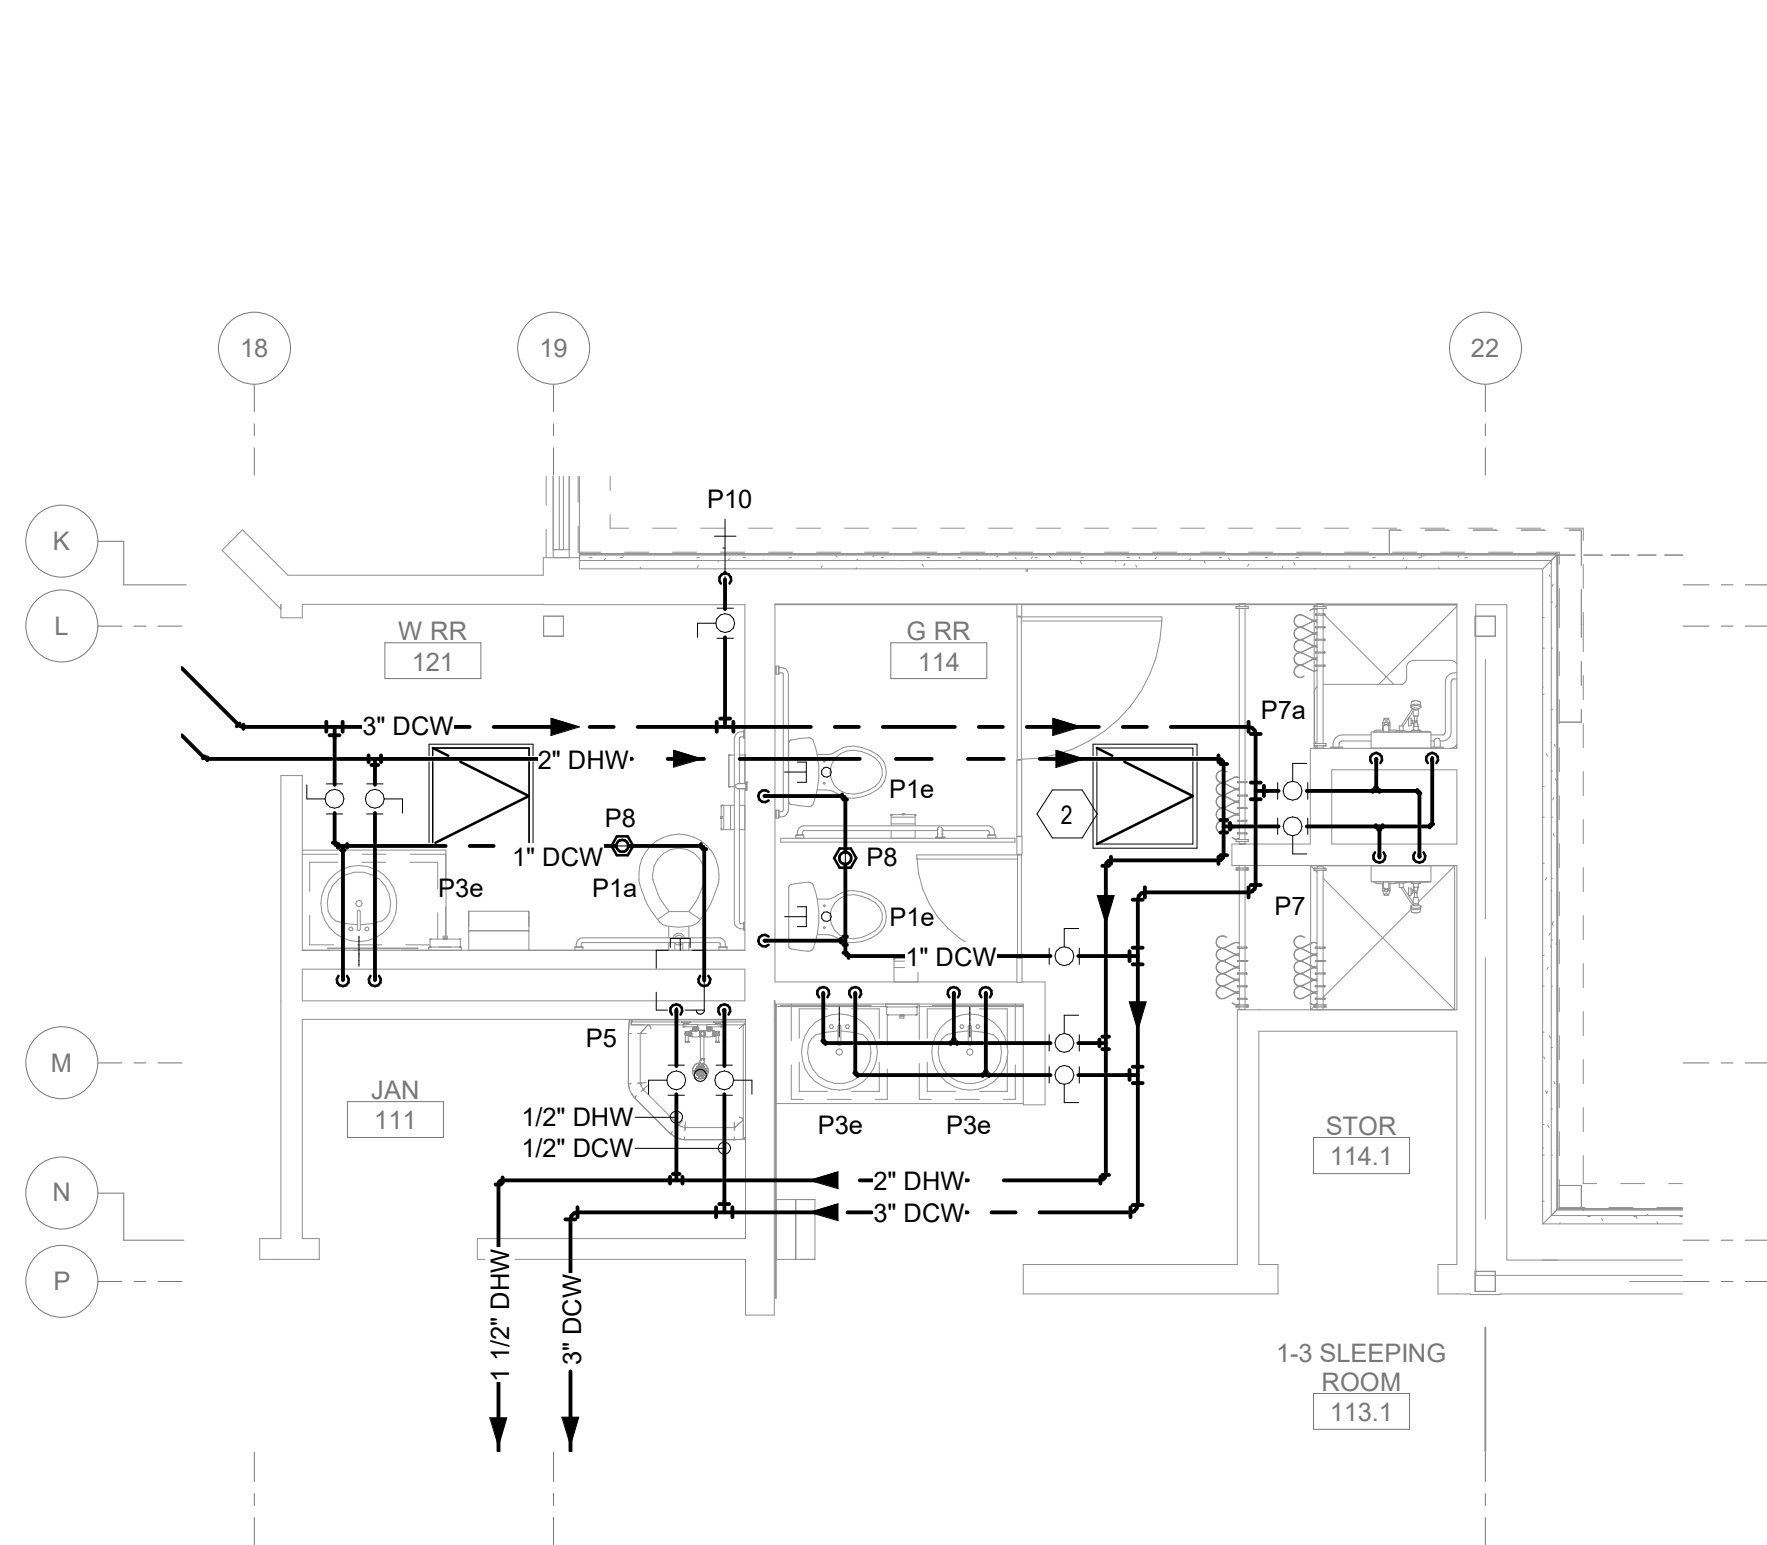 18
19
22
P10
K
L
W RR
121
G RR
114
P7a
3" DCW
2" DHW
P1e
2
P8
1" DCW
P8
P3e
P1a
P7
P1e
1" DCW
P5
M
JAN
111
1/2" DHW
1/2" DCW
P3e
P3e
STOR
114.1
2" DHW
N
3" DCW
P
1 1/2" DHW
3" DCW
1-3 SLEEPING
ROOM
113.1